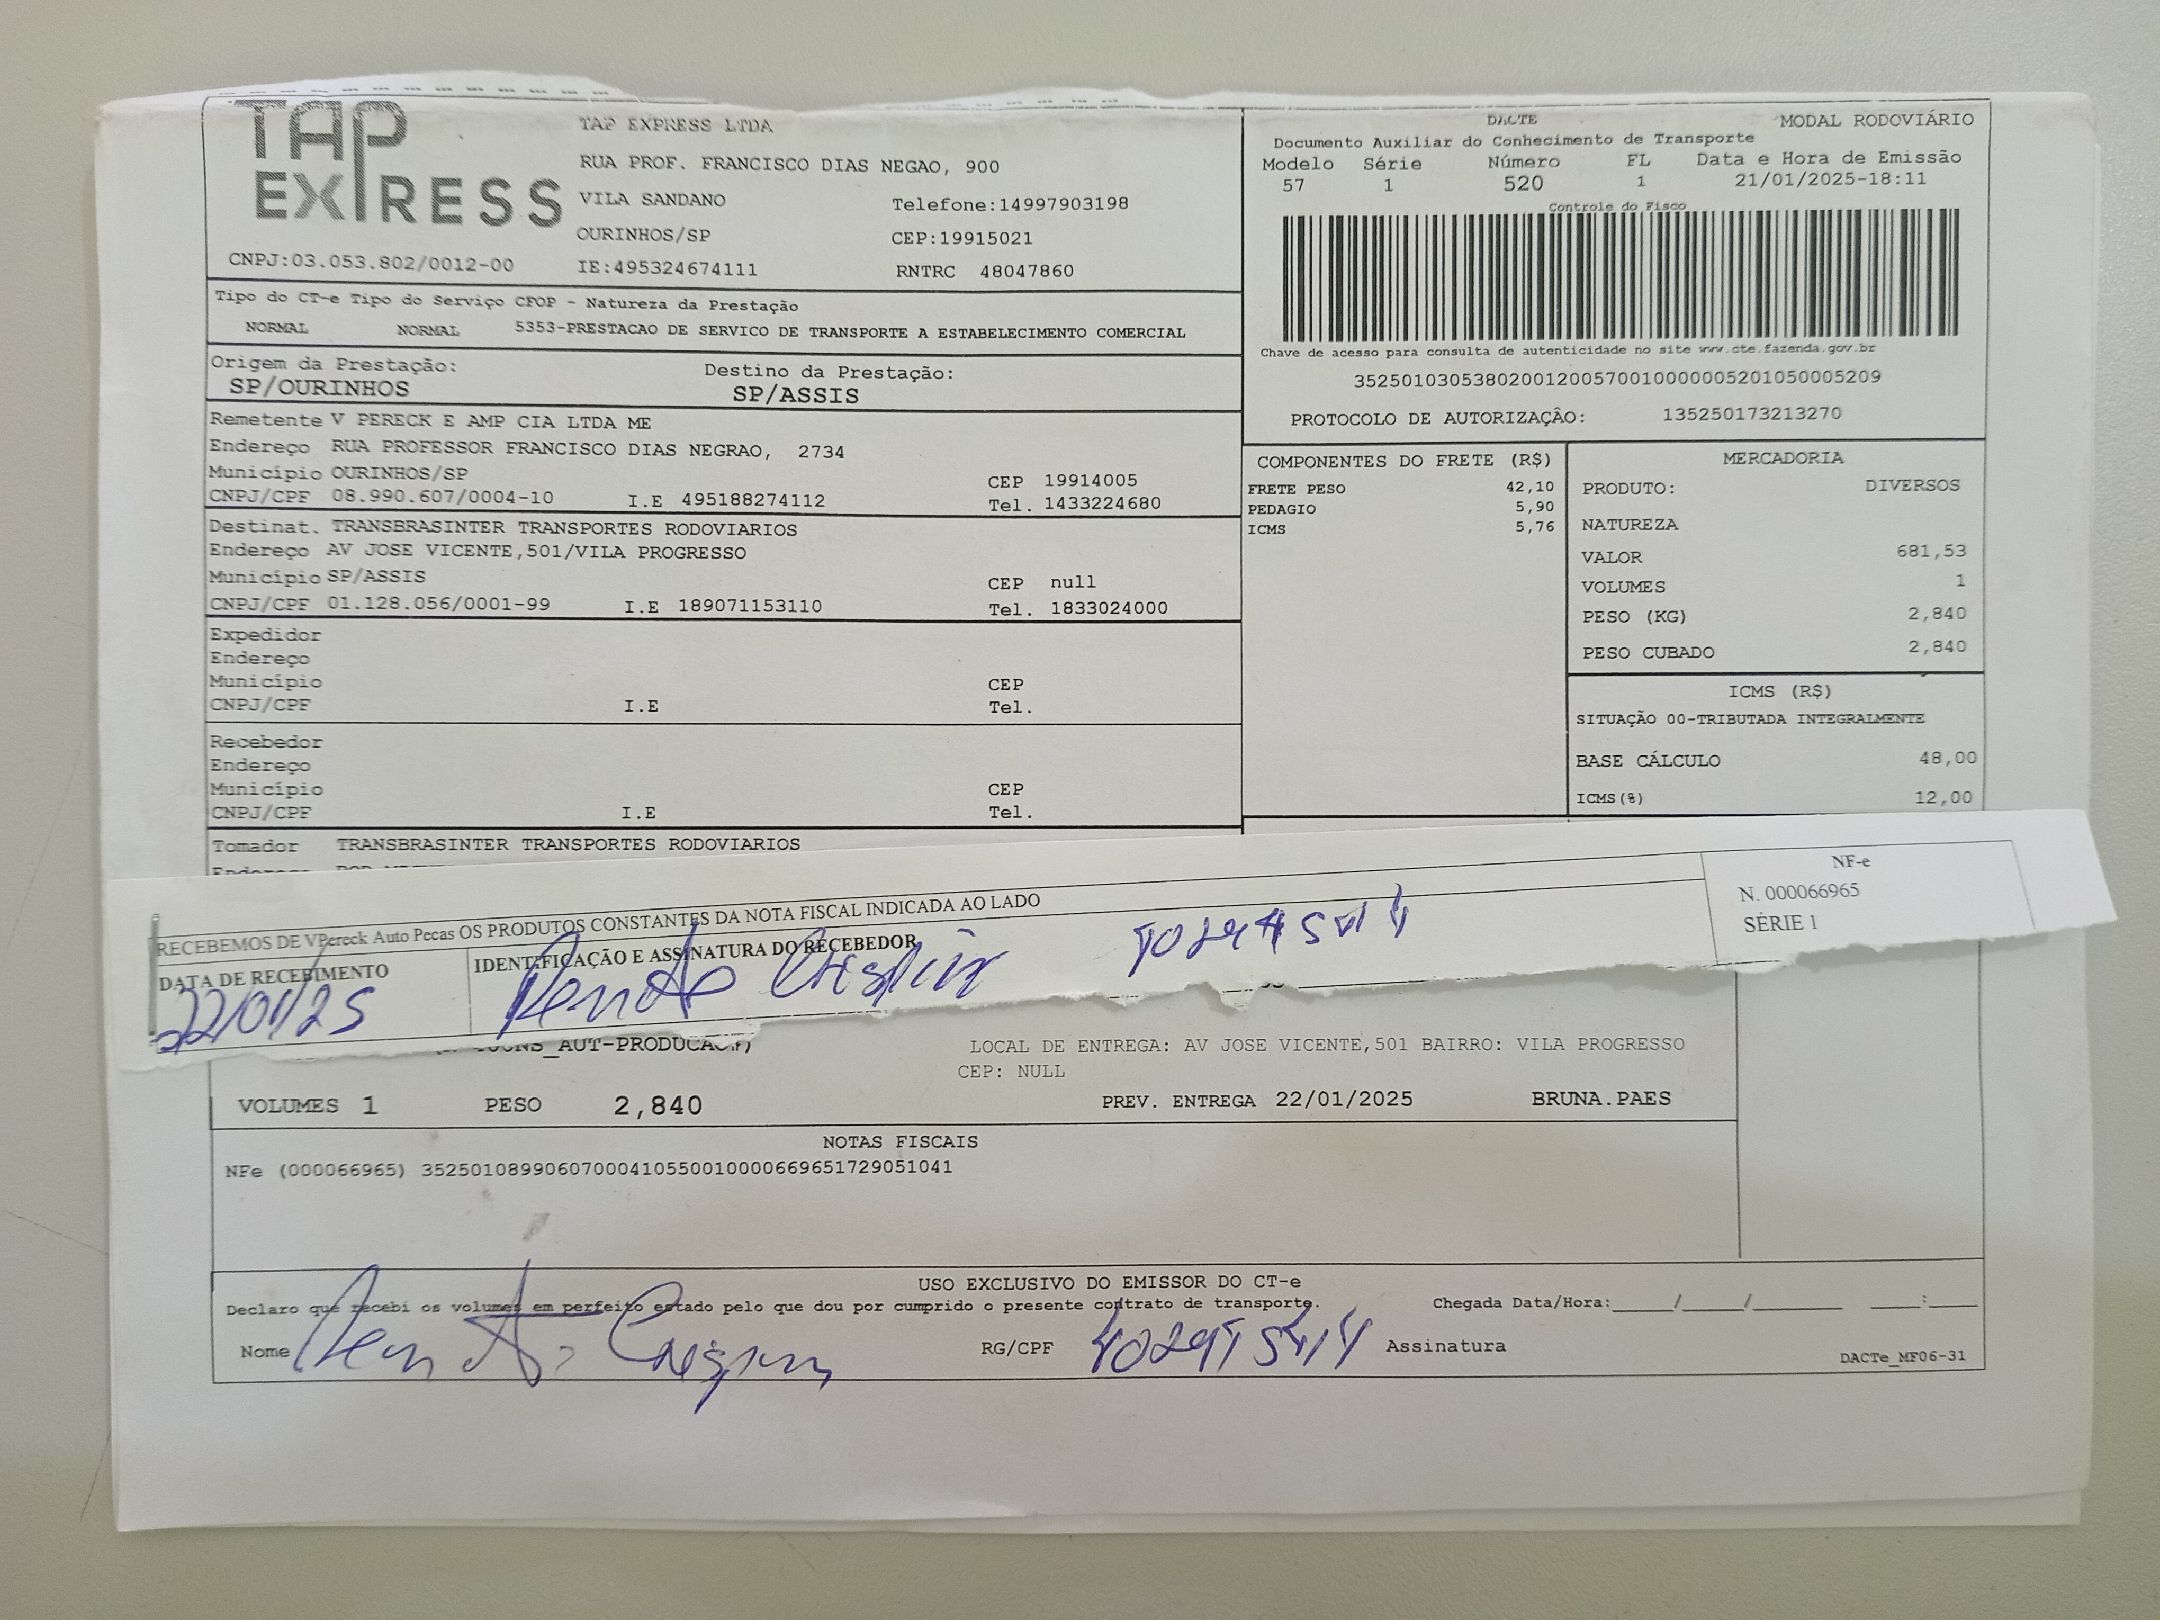 TAP EXPRESS
TAP EXPRESS LTDA
RUA PROF. FRANCISCO DIAS NEGAO, 900
VILA SANDANO Telefone:14997903198
OURINHOS/SP CEP:19915021
CNPJ:03.053.802/0012-00 IE:495324674111 RNTRC 48047860
DACTE MODAL RODOVIÁRIO
Documento Auxiliar do Conhecimento de Transporte
Modelo Série Número FL Data e Hora de Emissão
57 1 520 1 21/01/2025-18:11
Controle do Fisco
Chave de acesso para consulta de autenticidade no site www.cte.fazenda.gov.br
35250103053802001200570010000005201050005209
PROTOCOLO DE AUTORIZAÇÃO: 135250173213270
Tipo do CT-e Tipo do Serviço CFOP - Natureza da Prestação
NORMAL NORMAL 5353-PRESTACAO DE SERVICO DE TRANSPORTE A ESTABELECIMENTO COMERCIAL
Origem da Prestação: Destino da Prestação:
SP/OURINHOS SP/ASSIS
Remetente V PERECK E AMP CIA LTDA ME
Endereço RUA PROFESSOR FRANCISCO DIAS NEGRAO, 2734
Município OURINHOS/SP CEP 19914005
CNPJ/CPF 08.990.607/0004-10 I.E 495188274112 Tel. 1433224680
Destinat. TRANSBRASINTER TRANSPORTES RODOVIARIOS
Endereço AV JOSE VICENTE,501/VILA PROGRESSO
Município SP/ASSIS CEP null
CNPJ/CPF 01.128.056/0001-99 I.E 189071153110 Tel. 1833024000
Expedidor
Endereço
Município CEP
CNPJ/CPF I.E Tel.
Recebedor
Endereço
Município CEP
CNPJ/CPF I.E Tel.
Tomador TRANSBRASINTER TRANSPORTES RODOVIARIOS
COMPONENTES DO FRETE (R$)
FRETE PESO 42,10
PEDAGIO 5,90
ICMS 5,76
MERCADORIA
PRODUTO: DIVERSOS
NATUREZA
VALOR 681,53
VOLUMES 1
PESO (KG) 2,840
PESO CUBADO 2,840
ICMS (R$)
SITUAÇÃO 00-TRIBUTADA INTEGRALMENTE
BASE CÁLCULO 48,00
ICMS(%) 12,00
RECEBEMOS DE VPereck Auto Pecas OS PRODUTOS CONSTANTES DA NOTA FISCAL INDICADA AO LADO
DATA DE RECEBIMENTO IDENTIFICAÇÃO E ASSINATURA DO RECEBEDOR
22/01/25
NF-e
N. 000066965
SÉRIE 1
LOCAL DE ENTREGA: AV JOSE VICENTE,501 BAIRRO: VILA PROGRESSO
CEP: NULL
VOLUMES 1 PESO 2,840 PREV. ENTREGA 22/01/2025 BRUNA.PAES
NOTAS FISCAIS
NFe (000066965) 35250108990607000410550010000669651729051041
USO EXCLUSIVO DO EMISSOR DO CT-e
Declaro que recebi os volumes em perfeito estado pelo que dou por cumprido o presente contrato de transporte. Chegada Data/Hora:_____/_____/_________ _____:_____
Nome RG/CPF Assinatura
DACTe_MF06-31